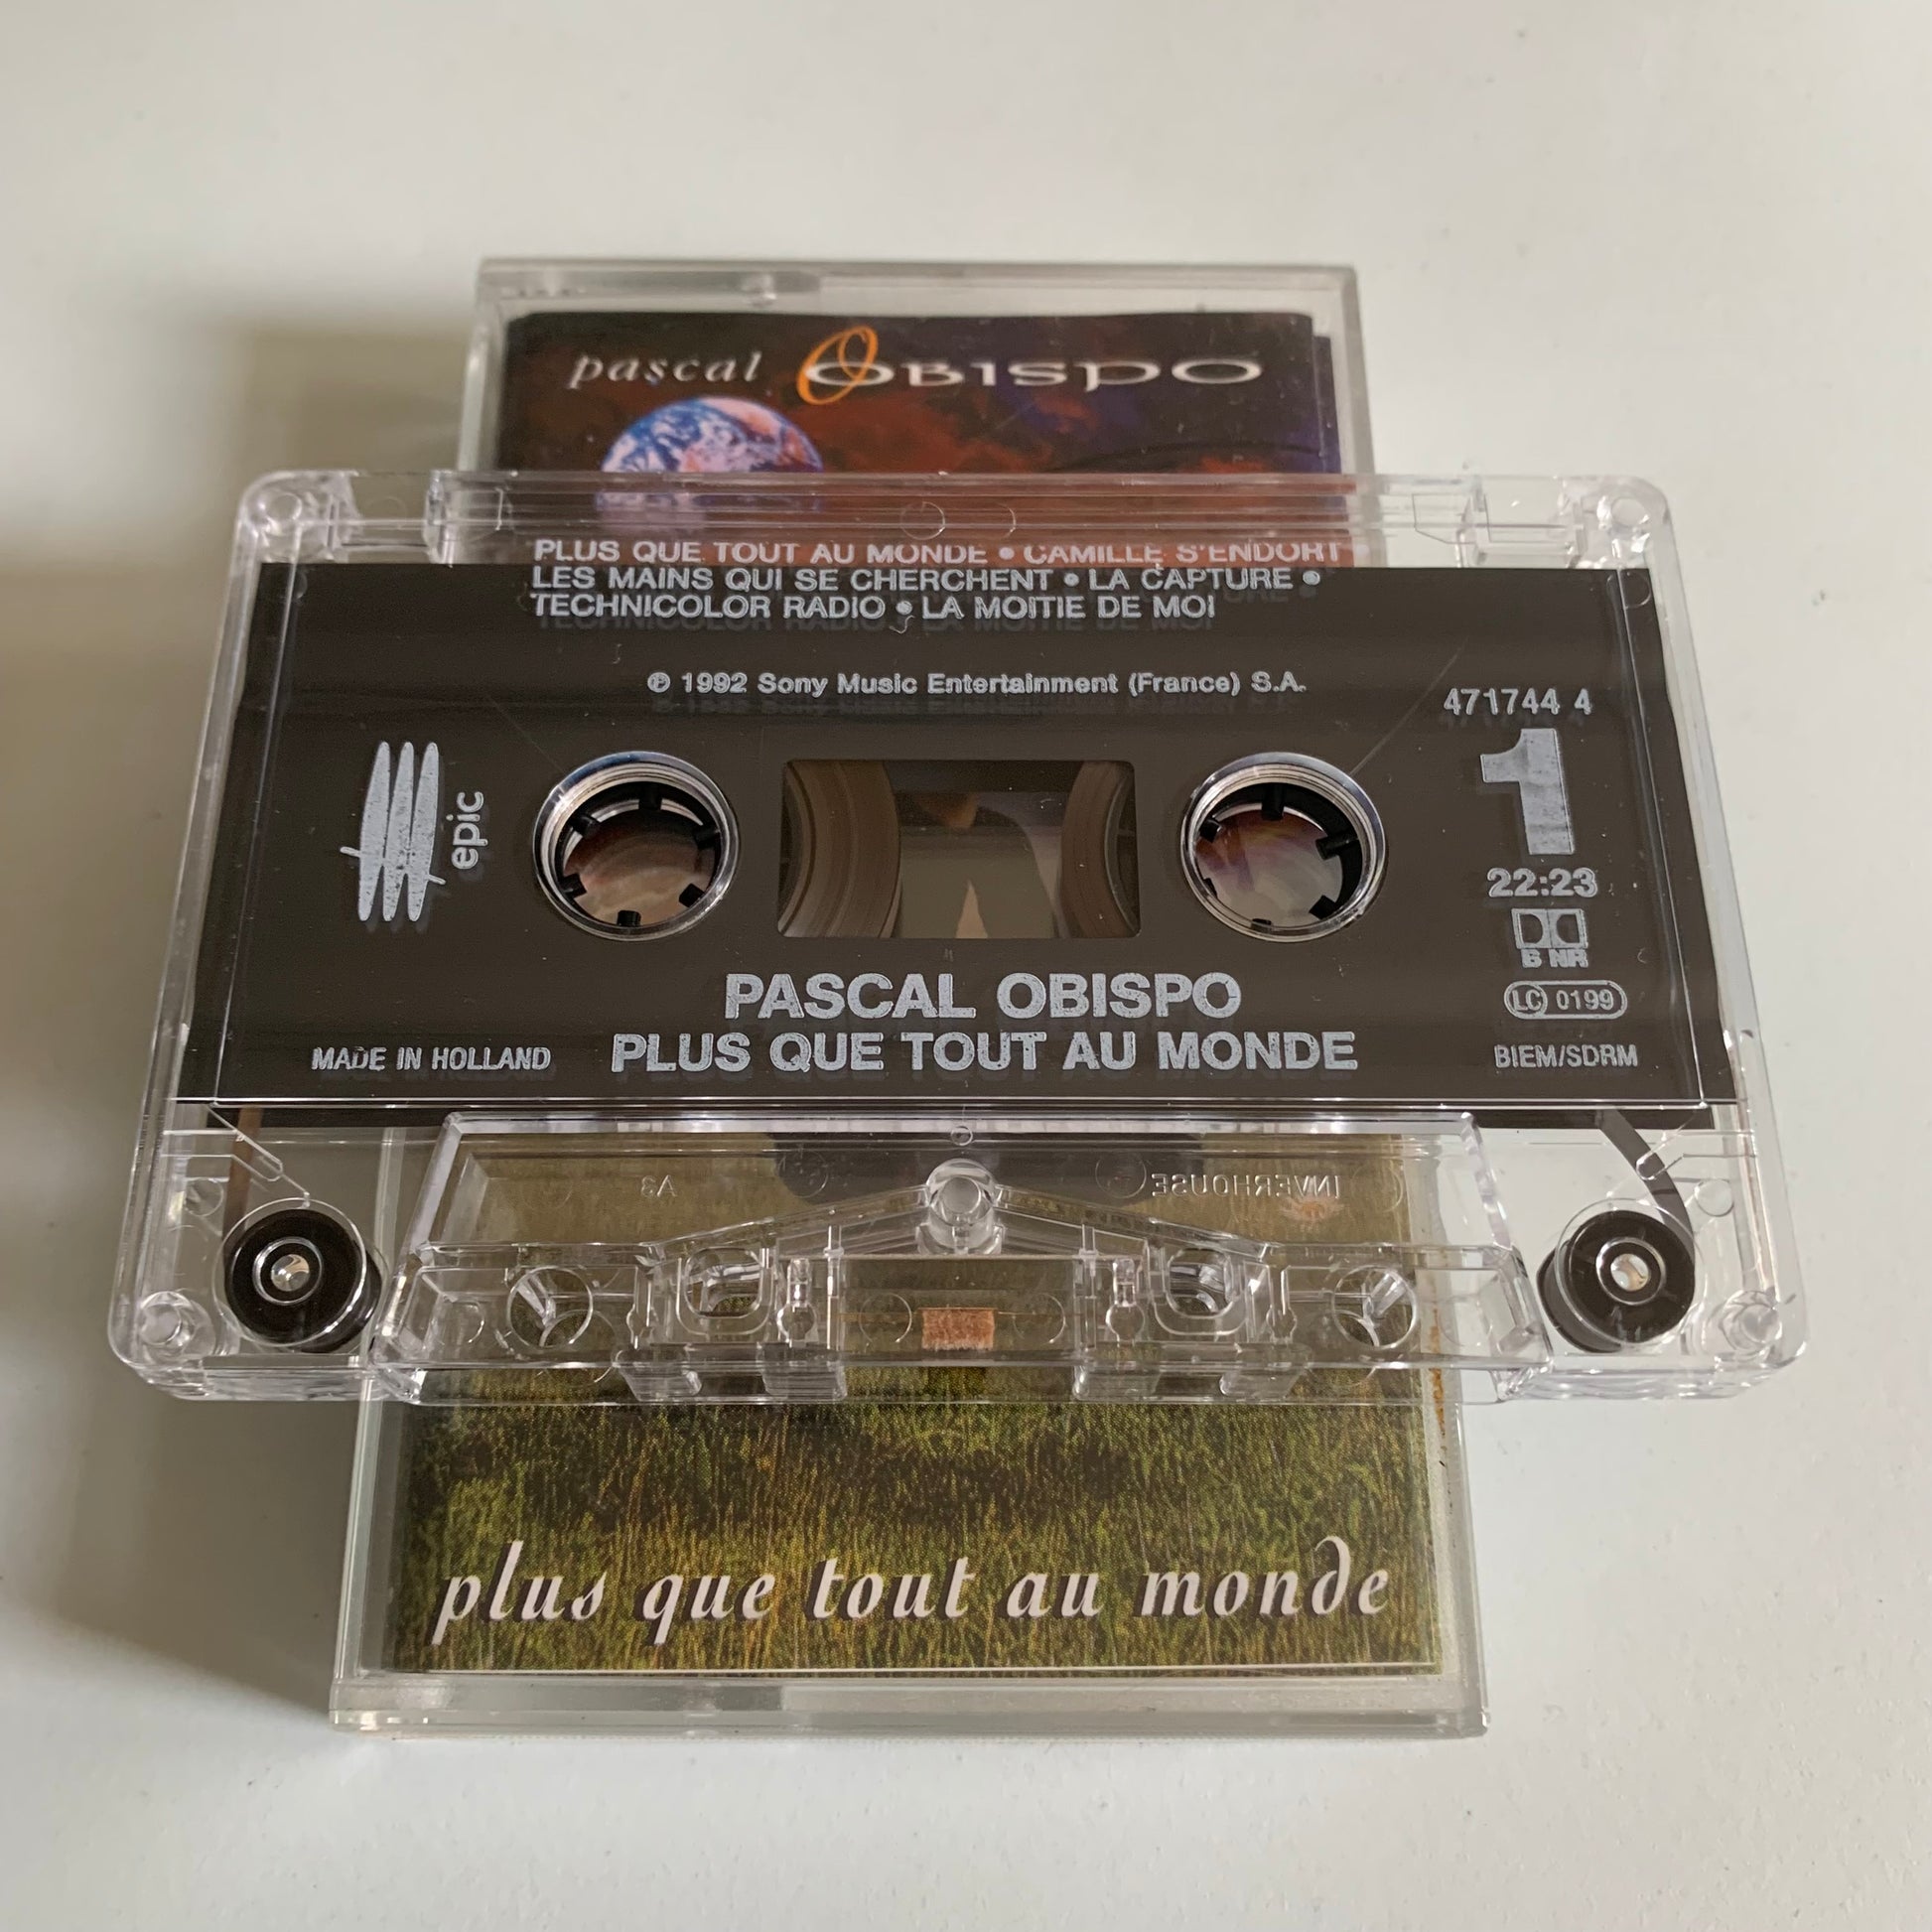 pascal OBISPO
PLUS QUE TOUT AU MONDE • CAMILLE S'ENDORT •
LES MAINS QUI SE CHERCHENT • LA CAPTURE •
TECHNICOLOR RADIO • LA MOITIE DE MOI
℗ 1992 Sony Music Entertainment (France) S.A.
471744 4
1
epic
22:23
B NR
PASCAL OBISPO
LC 0199
MADE IN HOLLAND
PLUS QUE TOUT AU MONDE
BIEM/SDRM
A3
INVERHOUSE
plus que tout au monde